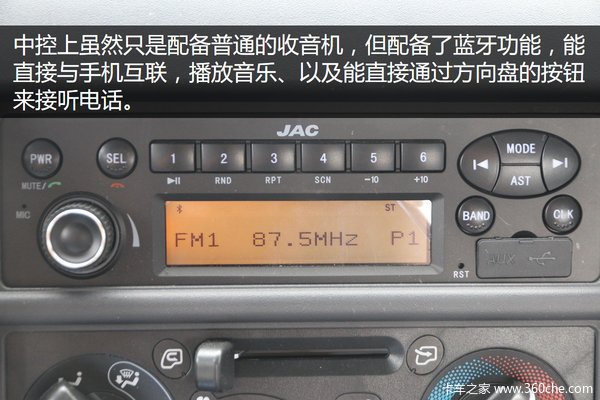 中控上虽然只是配备普通的收音机，但配备了蓝牙功能，能
直接与手机互联，播放音乐、以及能直接通过方向盘的按钮
来接听电话。
JAC
PWR SEL 1 2 3 4 5 6 MODE
MUTE/ RND RPT SCN -10 +10 AST
MIC ST BAND CLK
FM1 87.5MHz P1
AUX
RST
卡车之家 www.360che.com